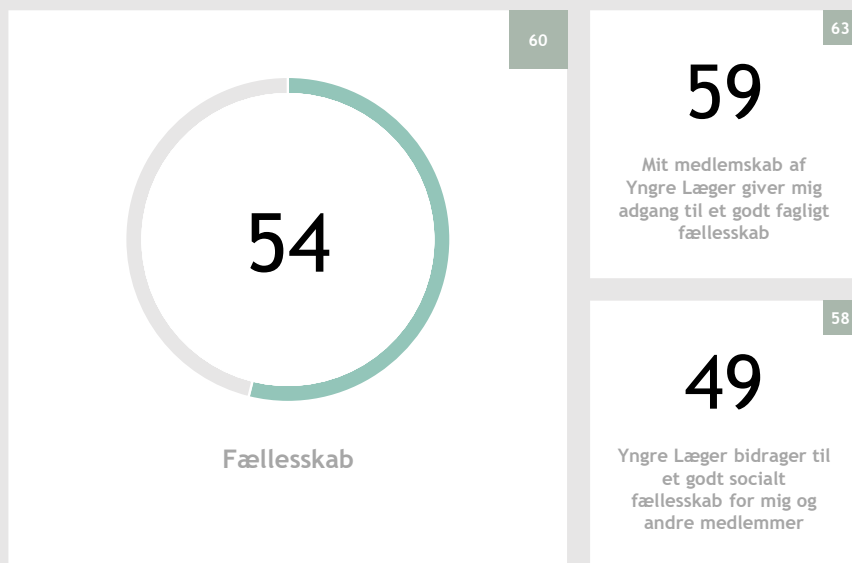 60
54
Fællesskab
63
59
Mit medlemskab af
Yngre Læger giver mig
adgang til et godt fagligt
fællesskab
58
49
Yngre Læger bidrager til
et godt socialt
fællesskab for mig og
andre medlemmer